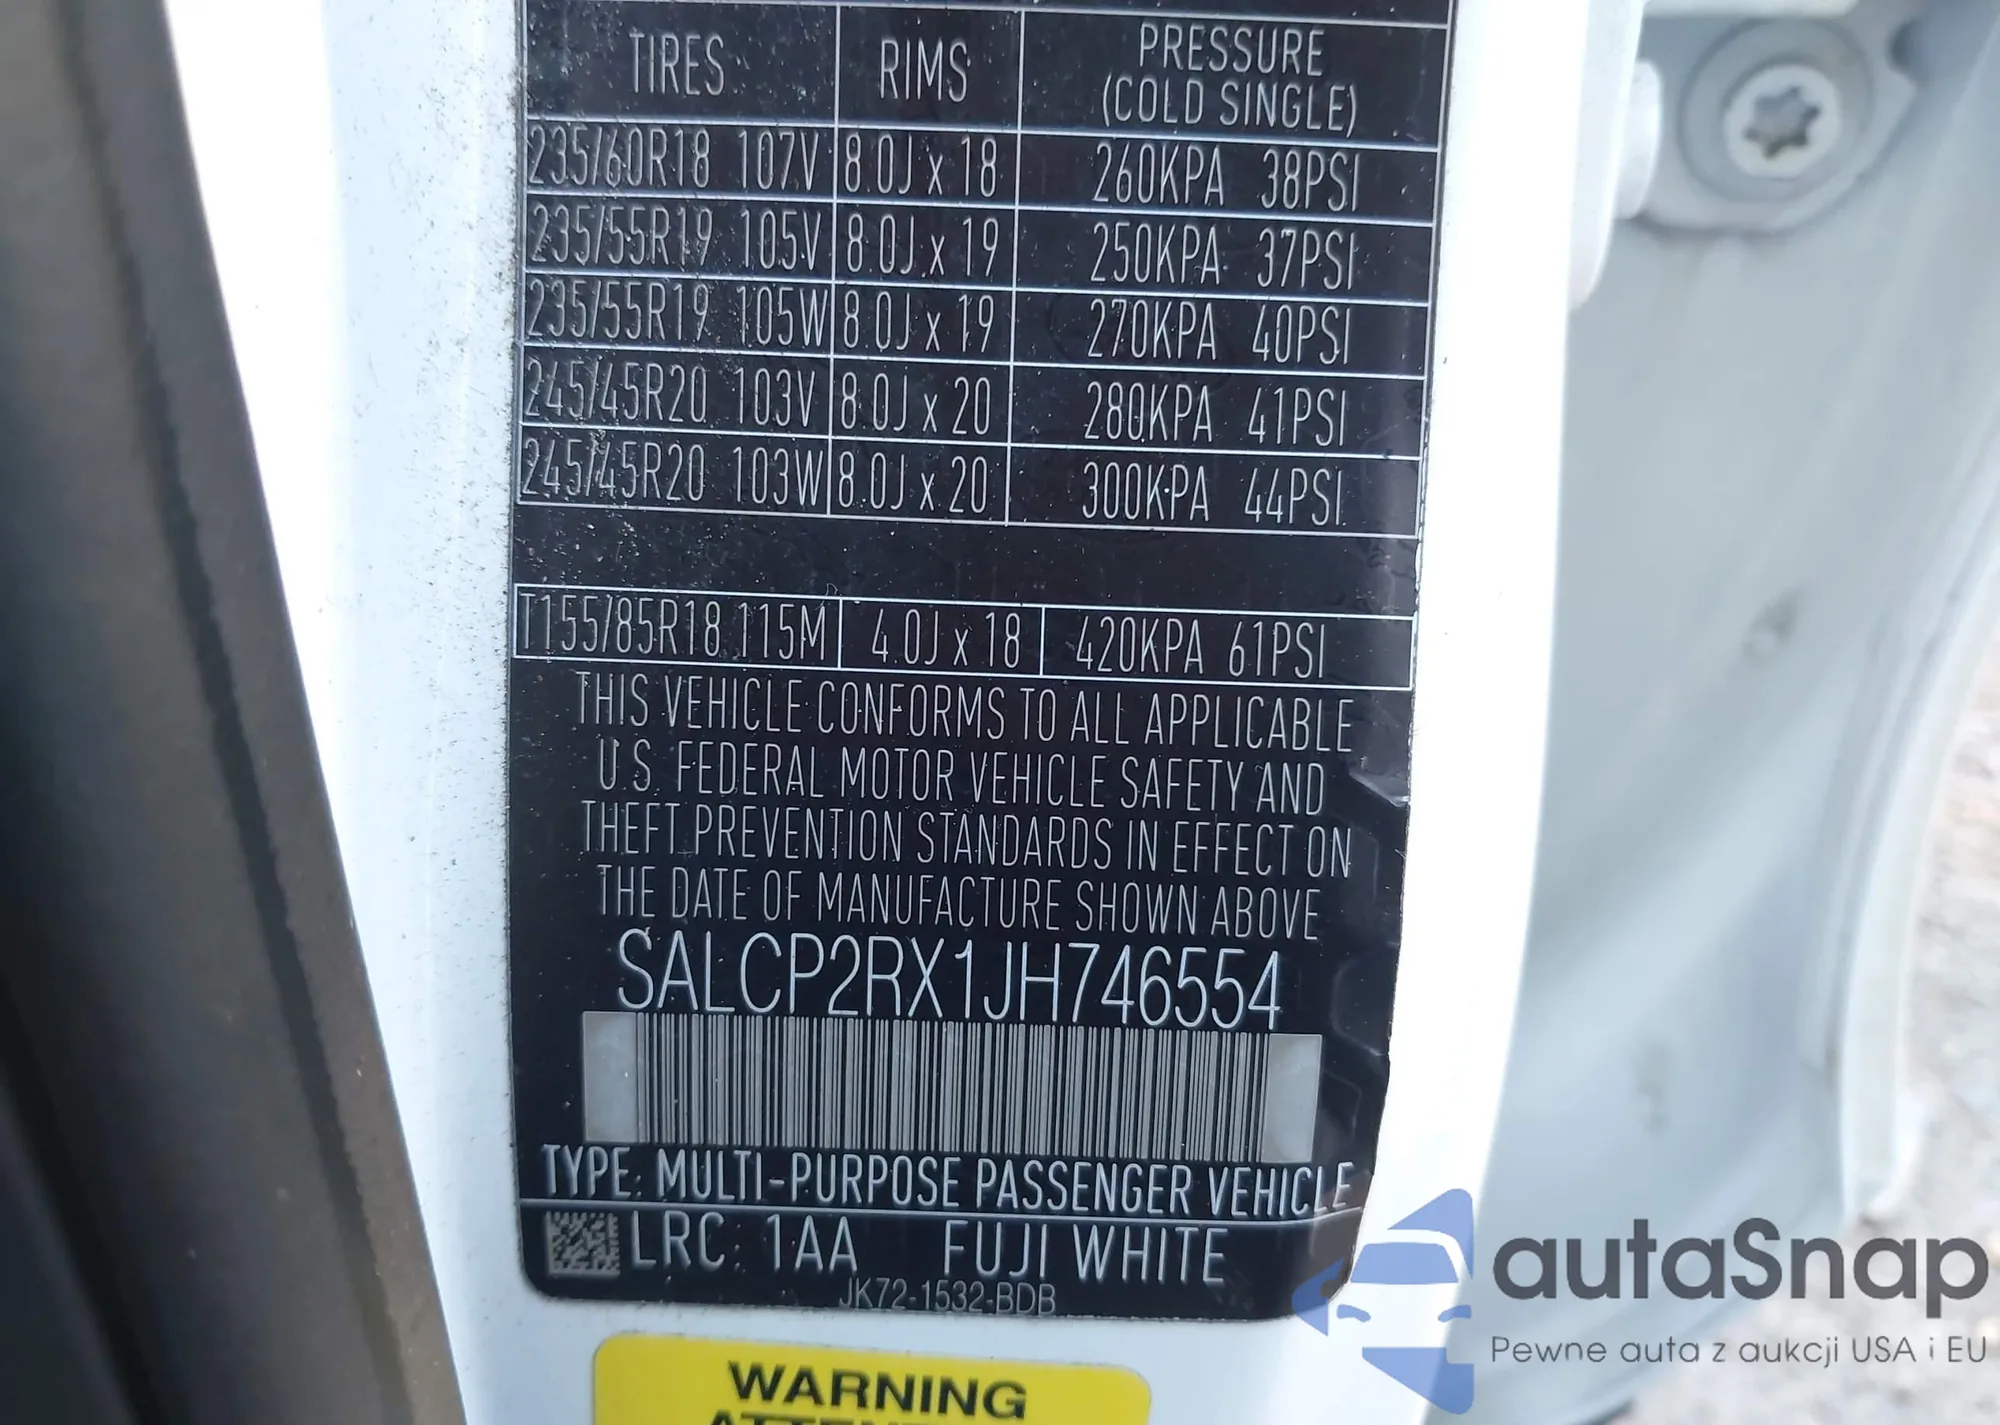 TIRES RIMS PRESSURE
(COLD SINGLE)
235/60R18 107V 8.0J x 18 260KPA 38PSI
235/55R19 105V 8.0J x 19 250KPA 37PSI
235/55R19 105W 8.0J x 19 270KPA 40PSI
245/45R20 103V 8.0J x 20 280KPA 41PSI
245/45R20 103W 8.0J x 20 300KPA 44PSI
T155/85R18 115M 4.0J x 18 420KPA 61PSI
THIS VEHICLE CONFORMS TO ALL APPLICABLE
U.S. FEDERAL MOTOR VEHICLE SAFETY AND
THEFT PREVENTION STANDARDS IN EFFECT ON
THE DATE OF MANUFACTURE SHOWN ABOVE
SALCP2RX1JH746554
TYPE: MULTI-PURPOSE PASSENGER VEHICLE
LRC: 1AA FUJI WHITE
JK72-1532-BDB
WARNING
autaSnap
Pewne auta z aukcji USA i EU